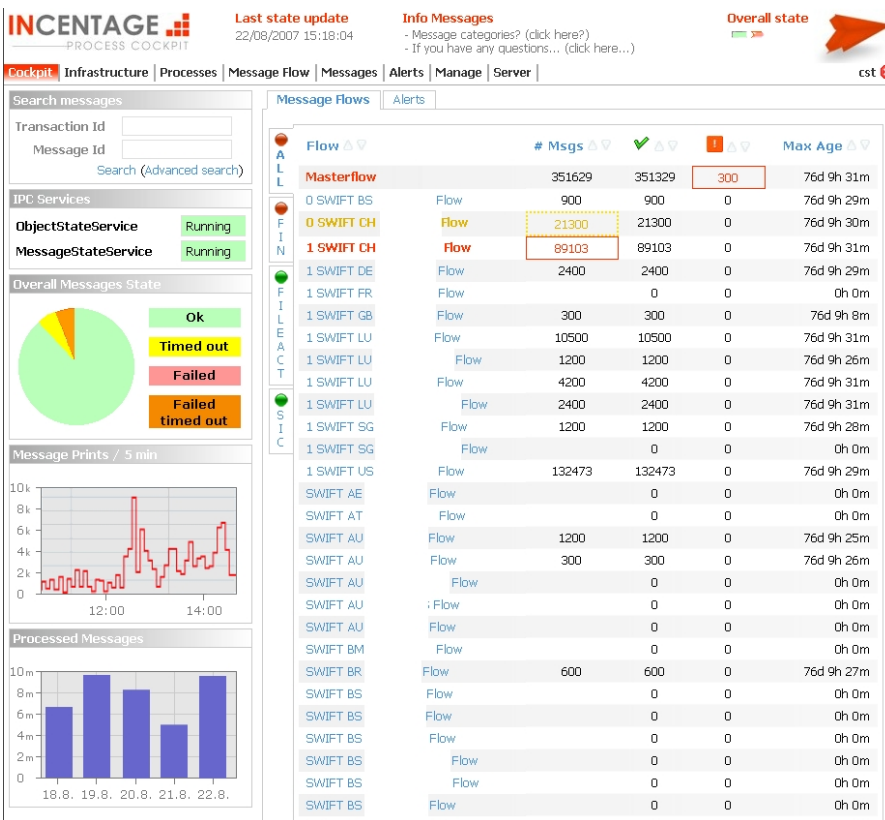 INCENTAGE
PROCESS COCKPIT
Last state update
22/08/2007 15:18:04
Info Messages
- Message categories? (click here?)
- If you have any questions... (click here...)
Overall state
Cockpit | Infrastructure | Processes | Message Flow | Messages | Alerts | Manage | Server |
cst
Search messages
Transaction Id
Message Id
Search (Advanced search)
IPC Services
ObjectStateService Running
MessageStateService Running
Overall Messages State
Ok
Timed out
Failed
Failed
timed out
Message Prints / 5 min
10k
8k
6k
4k
2k
0
12:00 14:00
Processed Messages
10m
8m
6m
4m
2m
0
18.8. 19.8. 20.8. 21.8. 22.8.
Message Flows
Alerts
ALL
FIN
FILEACT
SIC
Flow # Msgs ! Max Age
Masterflow 351629 351329 300 76d 9h 31m
0 SWIFT BS Flow 900 900 0 76d 9h 29m
0 SWIFT CH Flow 21300 21300 0 76d 9h 30m
1 SWIFT CH Flow 89103 89103 0 76d 9h 31m
1 SWIFT DE Flow 2400 2400 0 76d 9h 29m
1 SWIFT FR Flow 0 0 0h 0m
1 SWIFT GB Flow 300 300 0 76d 9h 8m
1 SWIFT LU Flow 10500 10500 0 76d 9h 31m
1 SWIFT LU Flow 1200 1200 0 76d 9h 26m
1 SWIFT LU Flow 4200 4200 0 76d 9h 31m
1 SWIFT LU Flow 2400 2400 0 76d 9h 31m
1 SWIFT SG Flow 1200 1200 0 76d 9h 28m
1 SWIFT SG Flow 0 0 0h 0m
1 SWIFT US Flow 132473 132473 0 76d 9h 29m
SWIFT AE Flow 0 0 0h 0m
SWIFT AT Flow 0 0 0h 0m
SWIFT AU Flow 1200 1200 0 76d 9h 25m
SWIFT AU Flow 300 300 0 76d 9h 26m
SWIFT AU Flow 0 0 0h 0m
SWIFT AU s Flow 0 0 0h 0m
SWIFT AU Flow 0 0 0h 0m
SWIFT BM Flow 0 0 0h 0m
SWIFT BR Flow 600 600 0 76d 9h 27m
SWIFT BS Flow 0 0 0h 0m
SWIFT BS Flow 0 0 0h 0m
SWIFT BS Flow 0 0 0h 0m
SWIFT BS Flow 0 0 0h 0m
SWIFT BS Flow 0 0 0h 0m
SWIFT BS Flow 0 0 0h 0m